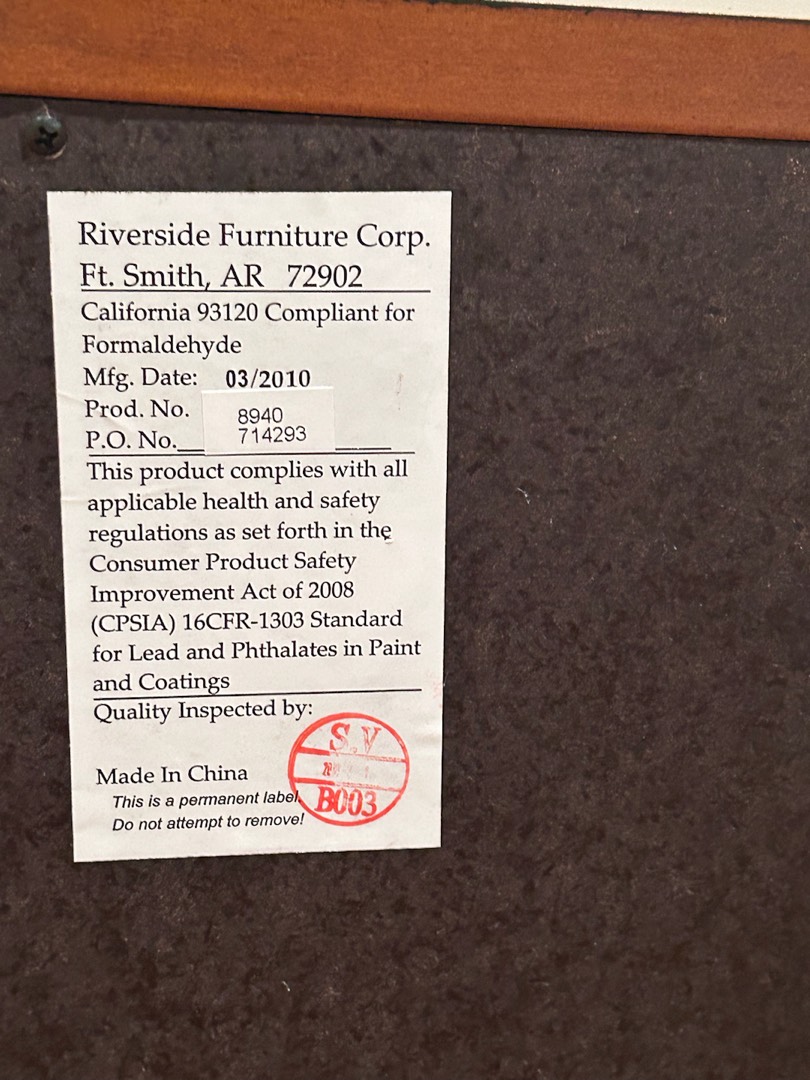 Riverside Furniture Corp.
Ft. Smith, AR 72902
California 93120 Compliant for
Formaldehyde
Mfg. Date: 03/2010
Prod. No. 8940
P.O. No. 714293
This product complies with all
applicable health and safety
regulations as set forth in the
Consumer Product Safety
Improvement Act of 2008
(CPSIA) 16CFR-1303 Standard
for Lead and Phthalates in Paint
and Coatings
Quality Inspected by:
S.V
B003
Made In China
This is a permanent label.
Do not attempt to remove!